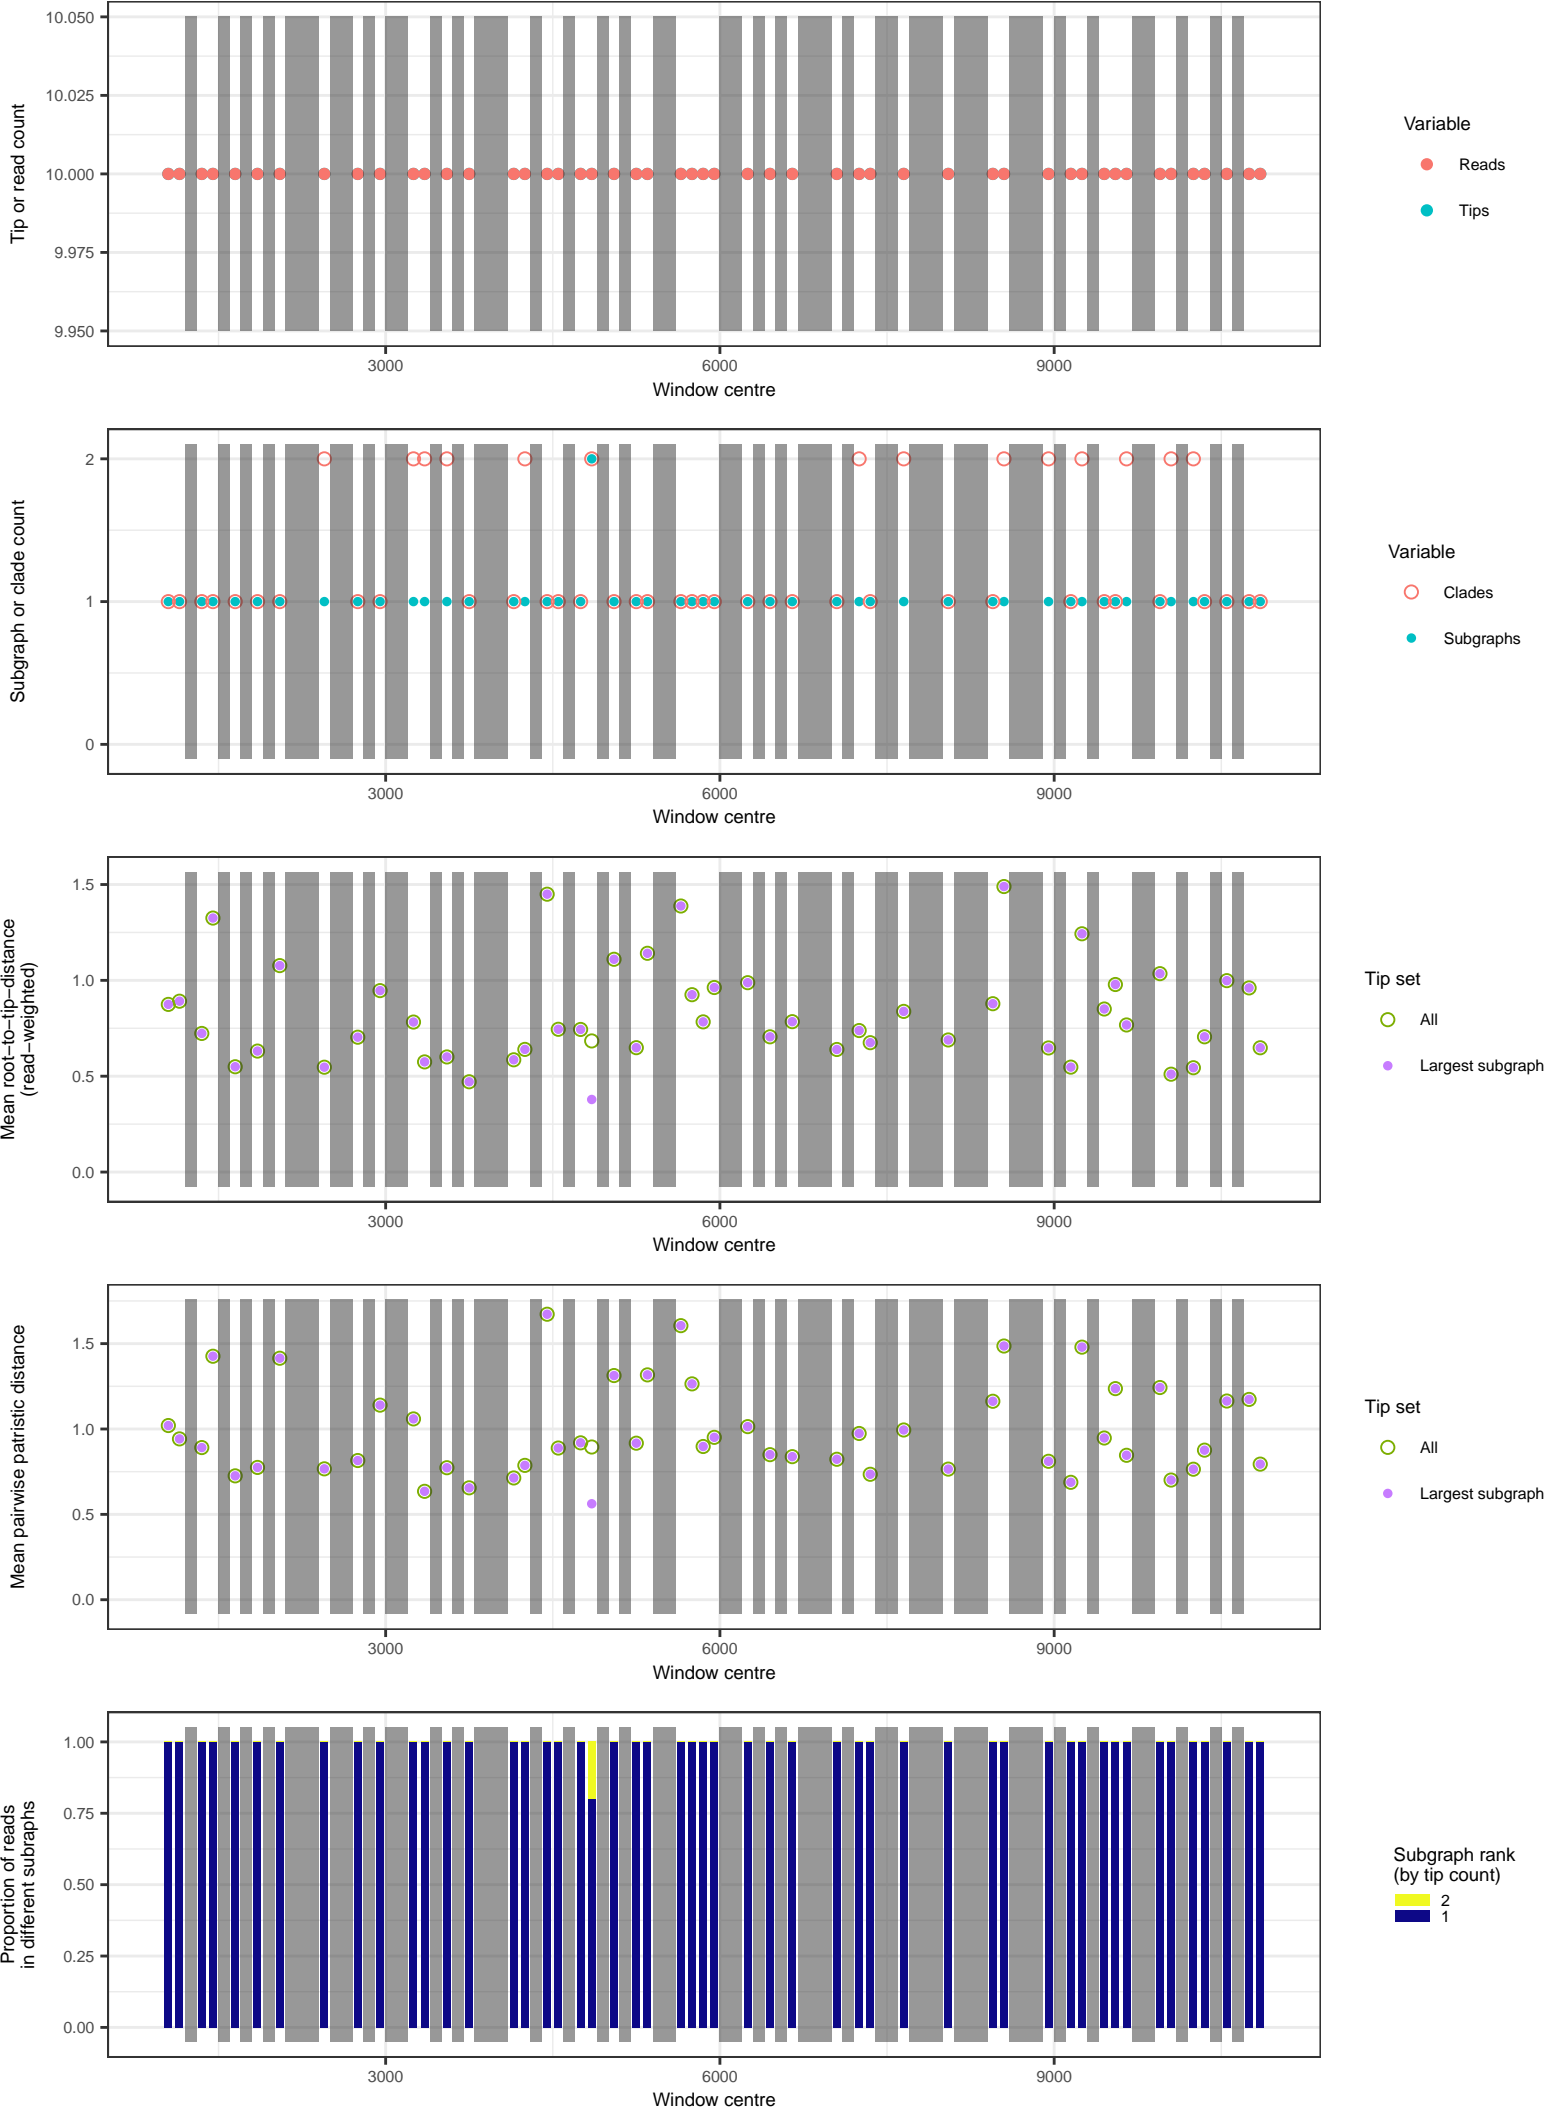 Tip or read count
10.050
10.025
10.000
9.975
9.950
3000
6000
9000
Window centre
Variable
Reads
Tips
Subgraph or clade count
2
1
0
3000
6000
9000
Window centre
Variable
Clades
Subgraphs
Mean root−to−tip−distance
(read−weighted)
1.5
1.0
0.5
0.0
3000
6000
9000
Window centre
Tip set
All
Largest subgraph
Mean pairwise patristic distance
1.5
1.0
0.5
0.0
3000
6000
9000
Window centre
Tip set
All
Largest subgraph
Proportion of reads
in different subraphs
1.00
0.75
0.50
0.25
0.00
3000
6000
9000
Window centre
Subgraph rank
(by tip count)
2
1